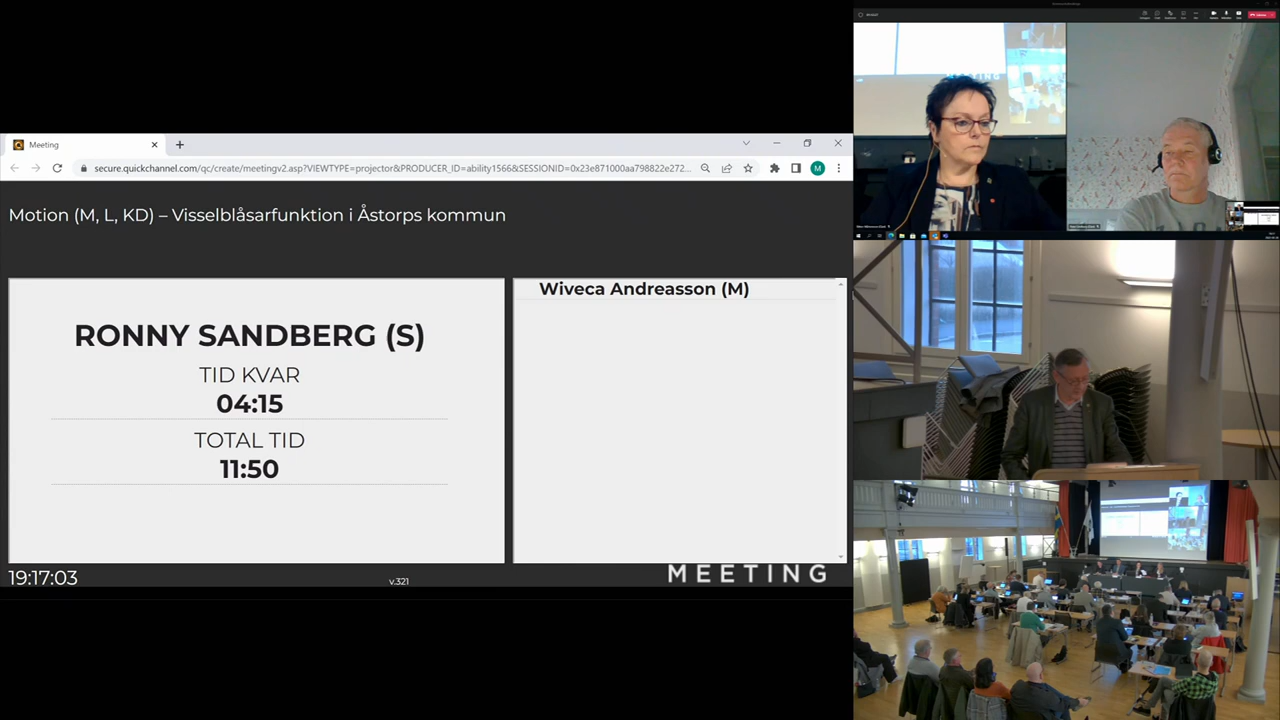 Meeting
secure.quickchannel.com/qc/create/meetingv2.asp?VIEWTYPE=projector&PRODUCER_ID=ability1566&SESSIONID=0x23e871000aa798822e272...
M
Motion (M, L, KD) – Visselblåsarfunktion i Åstorps kommun
RONNY SANDBERG (S)
TID KVAR
04:15
TOTAL TID
11:50
Wiveca Andreasson (M)
19:17:03
v.321
MEETING